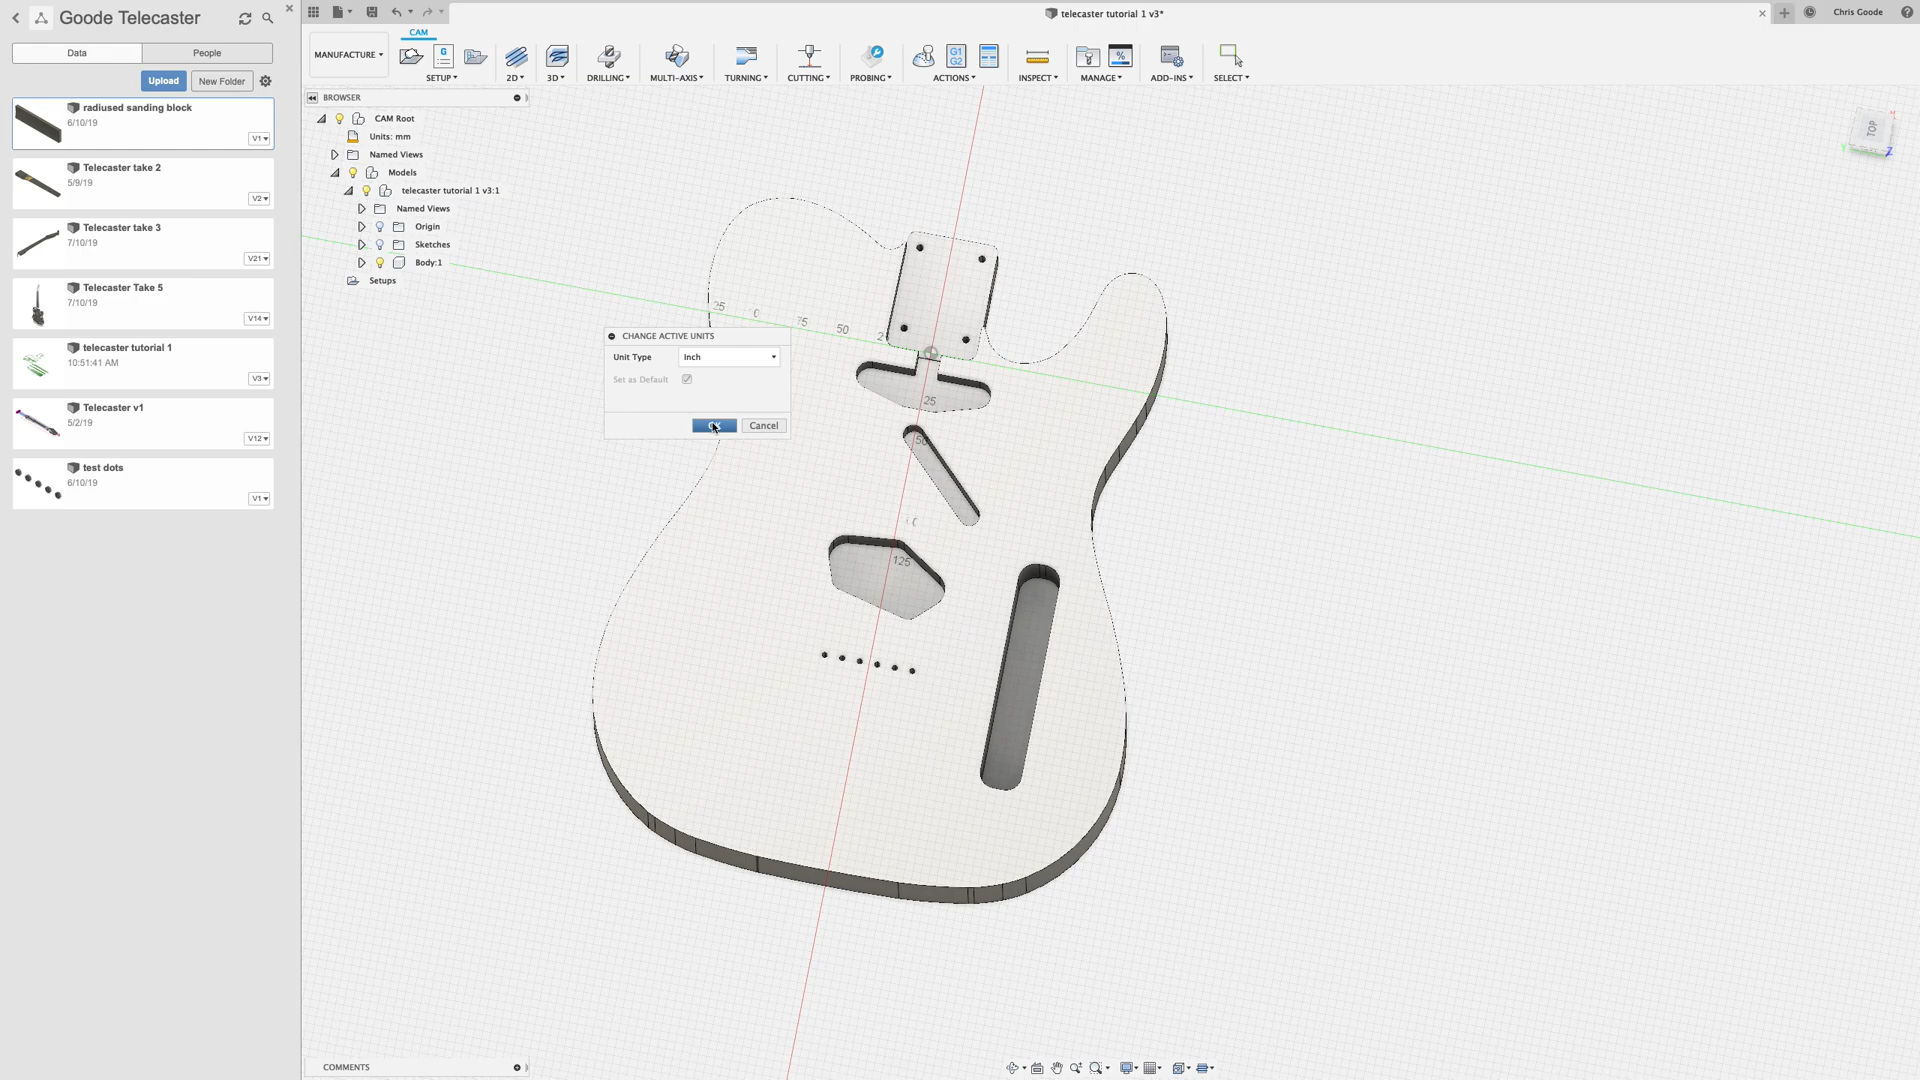 Goode Telecaster
Data
People
Upload
New Folder
radiused sanding block
6/10/19
V1
Telecaster take 2
5/9/19
V2
Telecaster take 3
7/10/19
V21
Telecaster Take 5
7/10/19
V14
telecaster tutorial 1
10:51:41 AM
V3
Telecaster v1
5/2/19
V12
test dots
6/10/19
V1
telecaster tutorial 1 v3*
Chris Goode
CAM
MANUFACTURE
G
G1
G2
%
SETUP
2D
3D
DRILLING
MULTI-AXIS
TURNING
CUTTING
PROBING
ACTIONS
INSPECT
MANAGE
ADD-INS
SELECT
BROWSER
CAM Root
Units: mm
Named Views
Models
telecaster tutorial 1 v3:1
Named Views
Origin
Sketches
Body:1
Setups
TOP
Y
Z
25
75
50
CHANGE ACTIVE UNITS
Unit Type
Inch
Set as Default
Cancel
25
50
125
COMMENTS